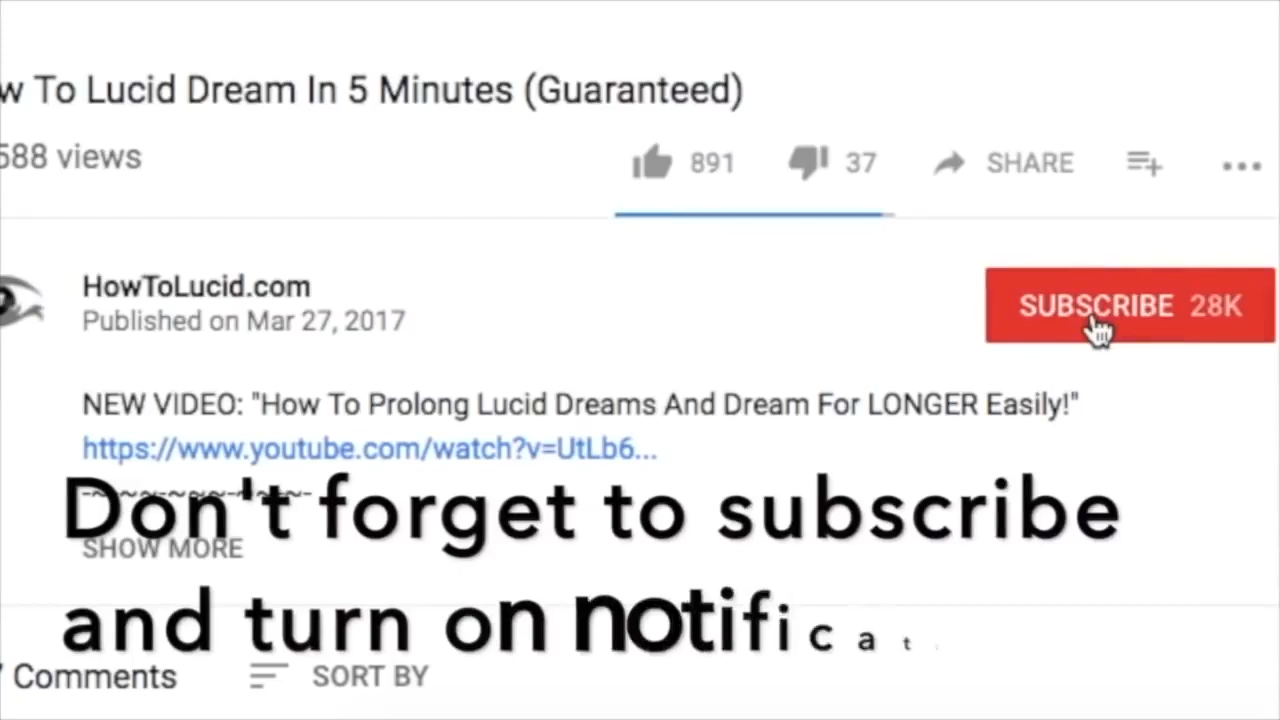 w To Lucid Dream In 5 Minutes (Guaranteed)
588 views
891 37 SHARE
HowToLucid.com
SUBSCRIBE 28K
Published on Mar 27, 2017
NEW VIDEO: "How To Prolong Lucid Dreams And Dream For LONGER Easily!"
https://www.youtube.com/watch?v=UtLb6...
-~-~~-~~~-~~-~-
Don't forget to subscribe
SHOW MORE
and turn on notificat
Comments SORT BY